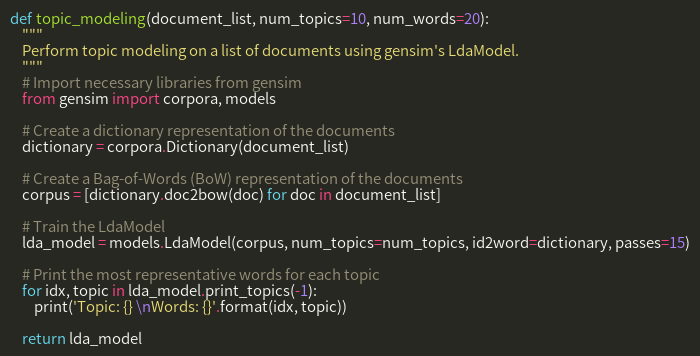 def topic_modeling(document_list, num_topics=10, num_words=20):
    """
    Perform topic modeling on a list of documents using gensim's LdaModel.
    """
    # Import necessary libraries from gensim
    from gensim import corpora, models

    # Create a dictionary representation of the documents
    dictionary = corpora.Dictionary(document_list)

    # Create a Bag-of-Words (BoW) representation of the documents
    corpus = [dictionary.doc2bow(doc) for doc in document_list]

    # Train the LdaModel
    lda_model = models.LdaModel(corpus, num_topics=num_topics, id2word=dictionary, passes=15)

    # Print the most representative words for each topic
    for idx, topic in lda_model.print_topics(-1):
        print('Topic: {} \nWords: {}'.format(idx, topic))

    return lda_model